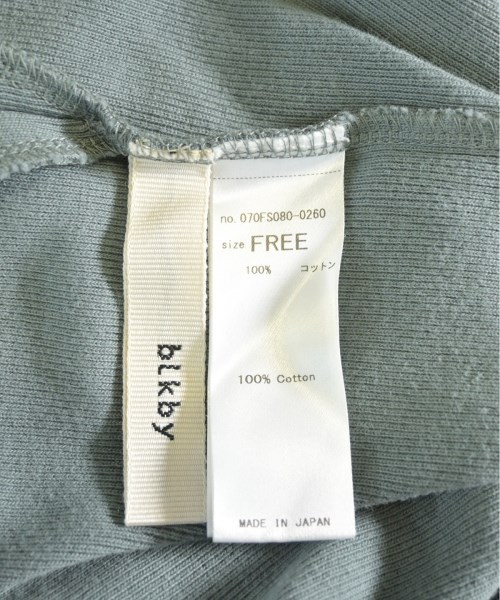 blkby
no. 070FS080-0260
size FREE
100% コットン
100% Cotton
MADE IN JAPAN